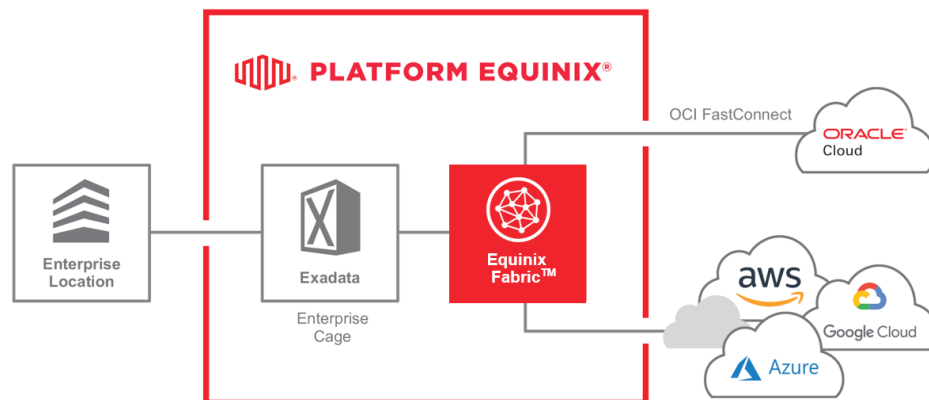 PLATFORM EQUINIX®
OCI FastConnect
ORACLE®
Cloud
Enterprise
Location
X
Exadata
Enterprise
Cage
Equinix
Fabric™
aws
Google Cloud
Azure